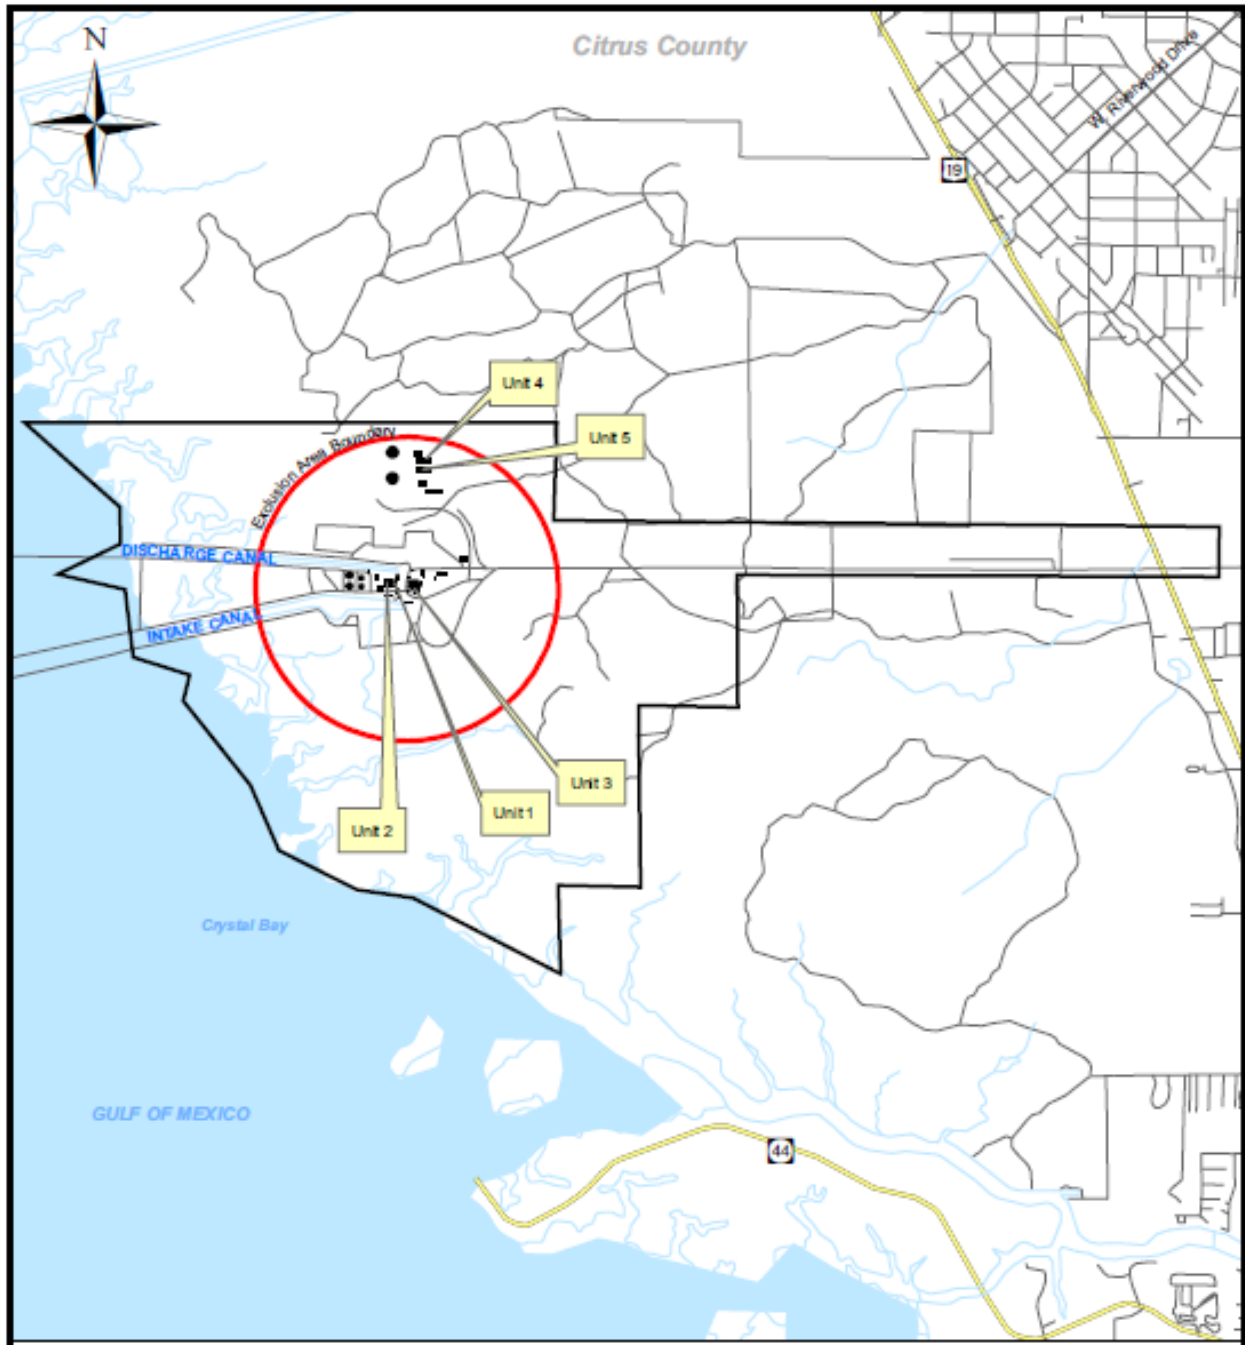 N
Citrus County
W. Riverwood Drive
19
Unit 4
Unit 5
Exclusion Area Boundary
DISCHARGE CANAL
INTAKE CANAL
Unit 3
Unit 1
Unit 2
Crystal Bay
GULF OF MEXICO
44